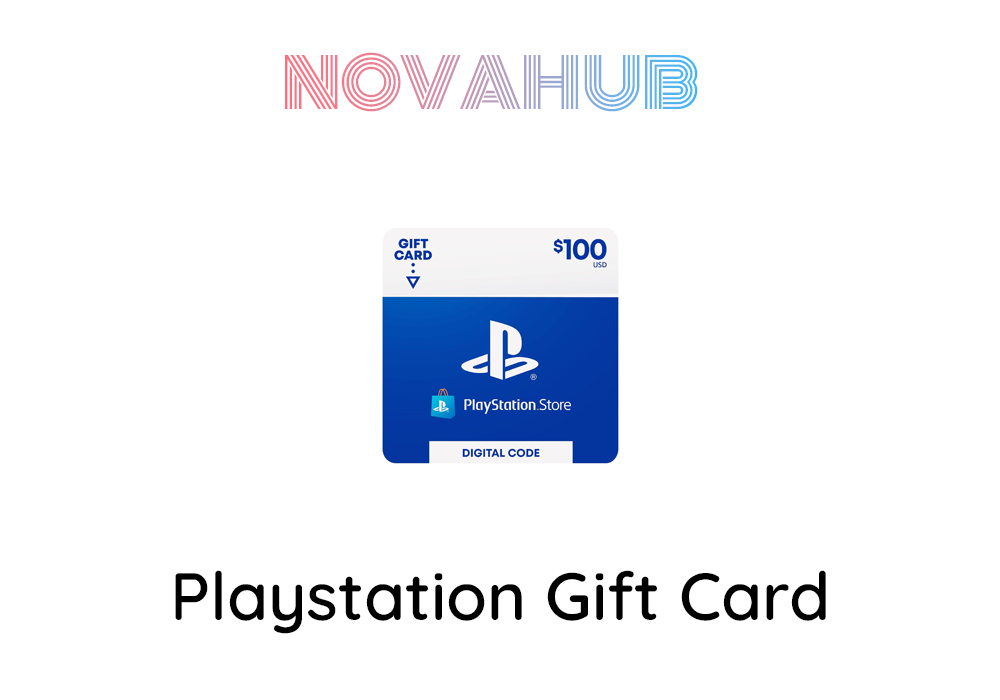 NOVAHUB
GIFT
CARD
$100
USD
®
PlayStation.Store
DIGITAL CODE
Playstation Gift Card